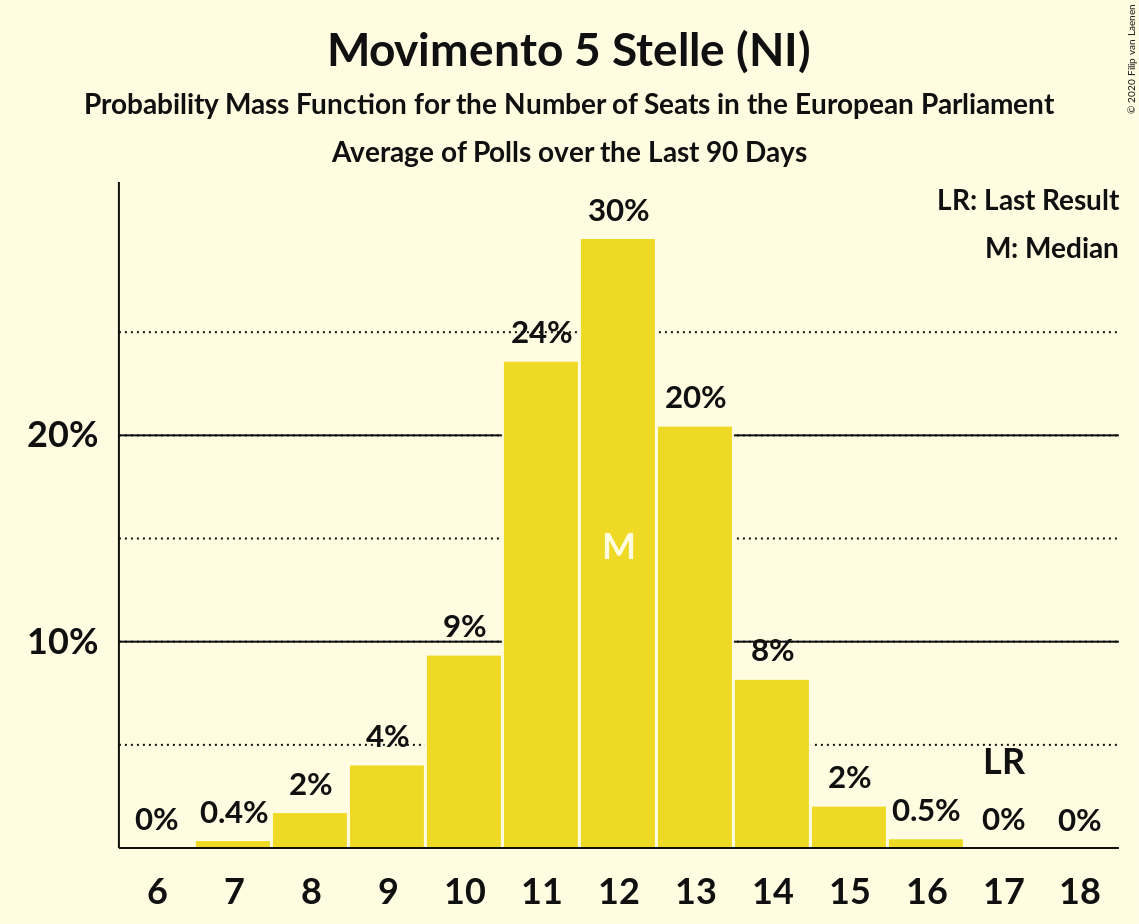 Movimento 5 Stelle (NI)
Probability Mass Function for the Number of Seats in the European Parliament
Average of Polls over the Last 90 Days
© 2020 Filip van Laenen
LR: Last Result
M: Median
30%
24%
20%
20%
M
10%
9%
8%
4%
LR
2%
2%
0%
0.4%
0.5%
0%
0%
6 7 8 9 10 11 12 13 14 15 16 17 18